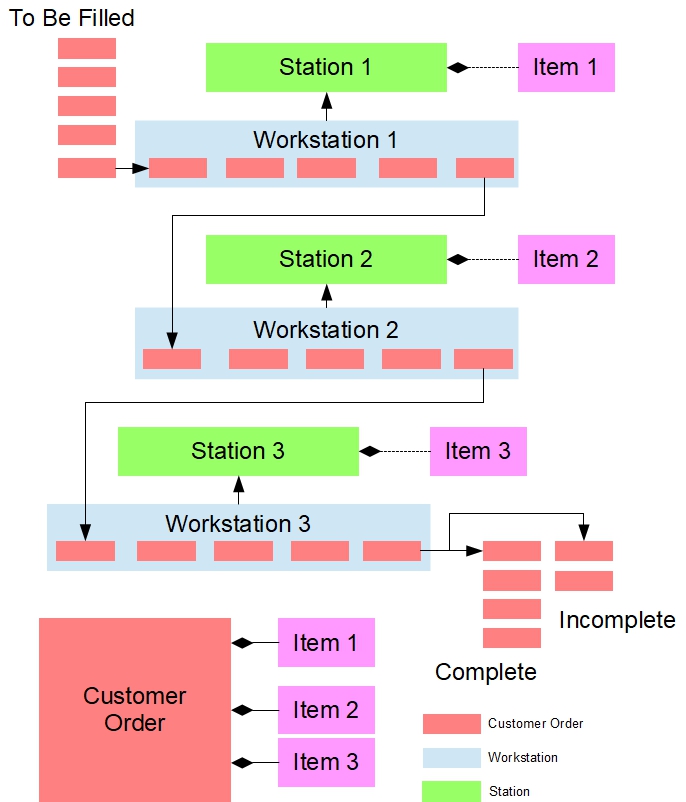 To Be Filled
Station 1
Item 1
Workstation 1
Station 2
Item 2
Workstation 2
Station 3
Item 3
Workstation 3
Incomplete
Complete
Customer
Order
Item 1
Item 2
Item 3
Customer Order
Workstation
Station